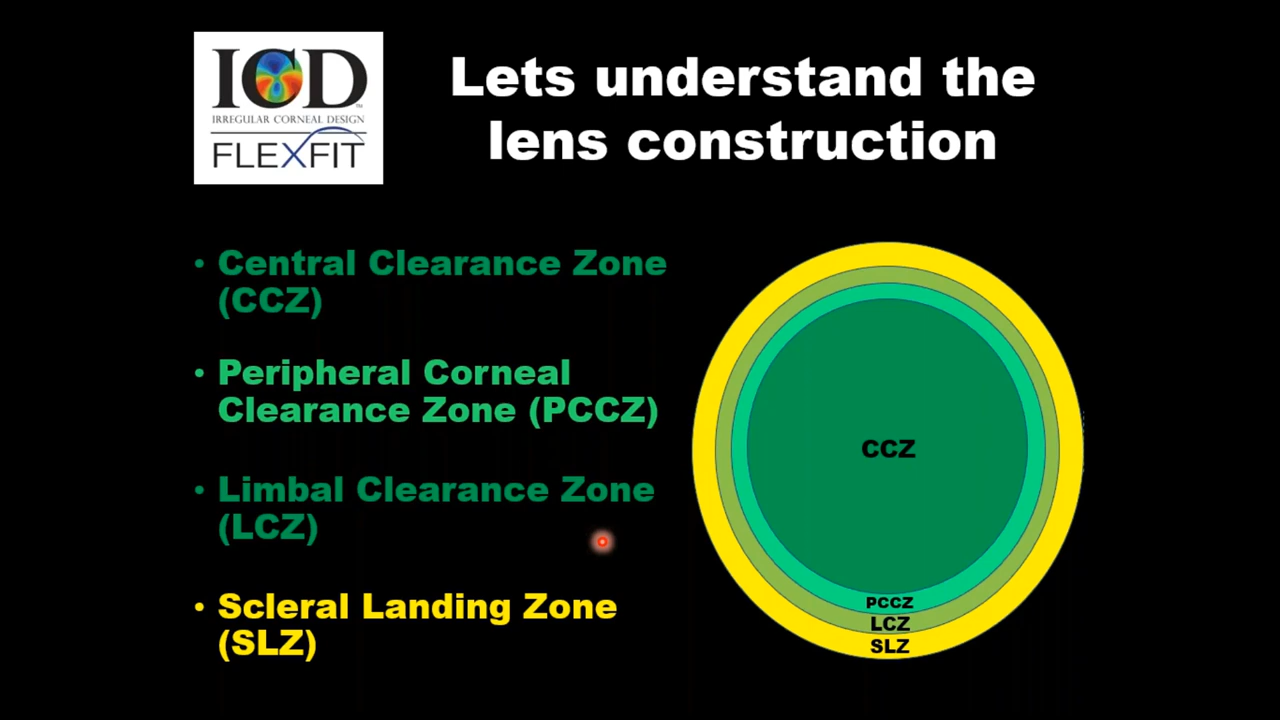 ICD™
IRREGULAR CORNEAL DESIGN
FLEXFIT
Lets understand the
lens construction
• Central Clearance Zone
(CCZ)
• Peripheral Corneal
Clearance Zone (PCCZ)
• Limbal Clearance Zone
(LCZ)
• Scleral Landing Zone
(SLZ)
CCZ
PCCZ
LCZ
SLZ